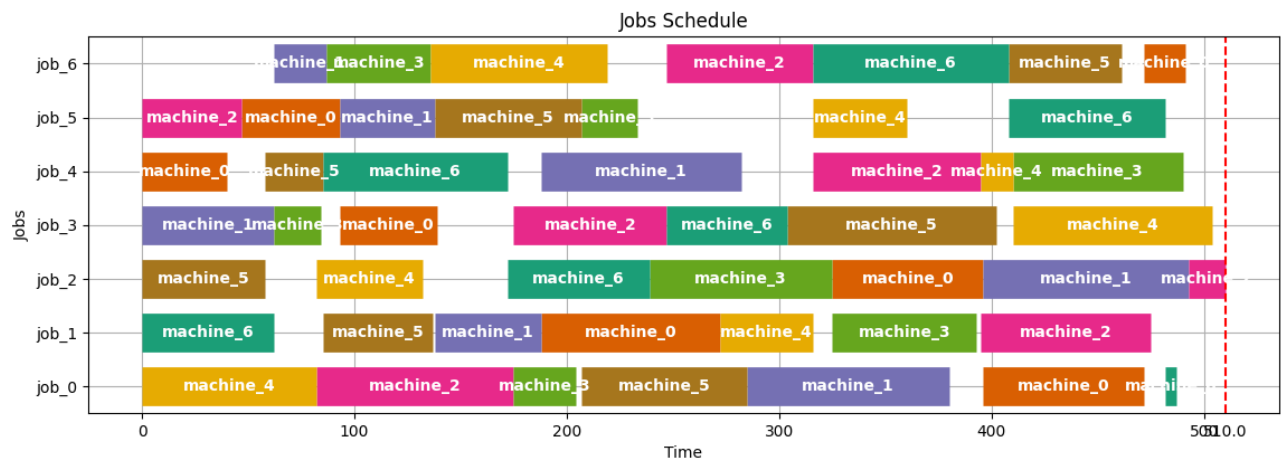 Jobs Schedule
job_6 machine_3 machine_4 machine_2 machine_6 machine_5
job_5 machine_2 machine_0 machine_1 machine_5 machine_4 machine_6
job_4 machine_0 machine_5 machine_6 machine_1 machine_2 machine_4 machine_3
job_3 machine_1 machine_0 machine_2 machine_6 machine_5 machine_4
job_2 machine_5 machine_4 machine_6 machine_3 machine_0 machine_1
job_1 machine_6 machine_5 machine_1 machine_0 machine_4 machine_3 machine_2
job_0 machine_4 machine_2 machine_3 machine_5 machine_1 machine_0
Jobs
0 100 200 300 400 500 510.0
Time